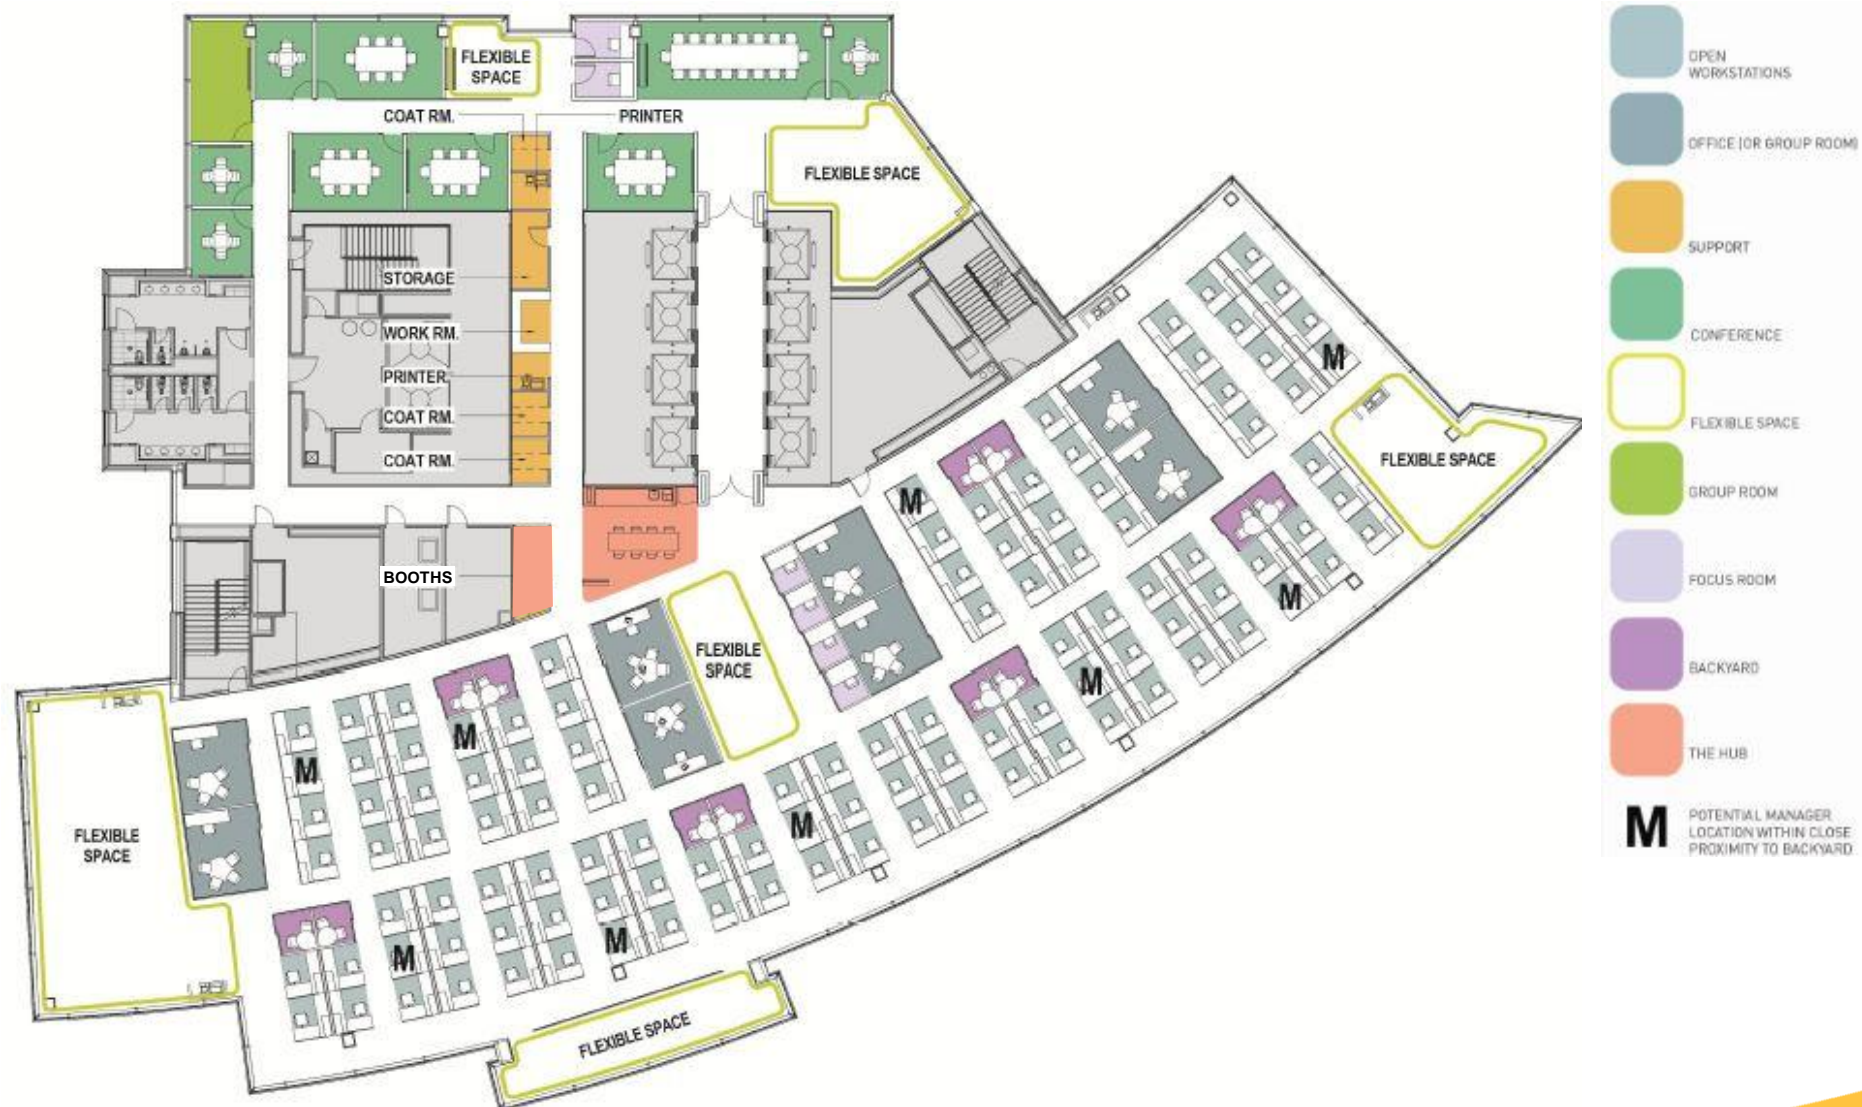 FLEXIBLE
SPACE
COAT RM.
PRINTER
FLEXIBLE SPACE
STORAGE
WORK RM.
PRINTER
COAT RM.
COAT RM.
BOOTHS
M
FLEXIBLE SPACE
M
M
FLEXIBLE
SPACE
M
M
M
FLEXIBLE
SPACE
M
M
M
FLEXIBLE SPACE
OPEN
WORKSTATIONS
OFFICE (OR GROUP ROOM)
SUPPORT
CONFERENCE
FLEXIBLE SPACE
GROUP ROOM
FOCUS ROOM
BACKYARD
THE HUB
M
POTENTIAL MANAGER
LOCATION WITHIN CLOSE
PROXIMITY TO BACKYARD